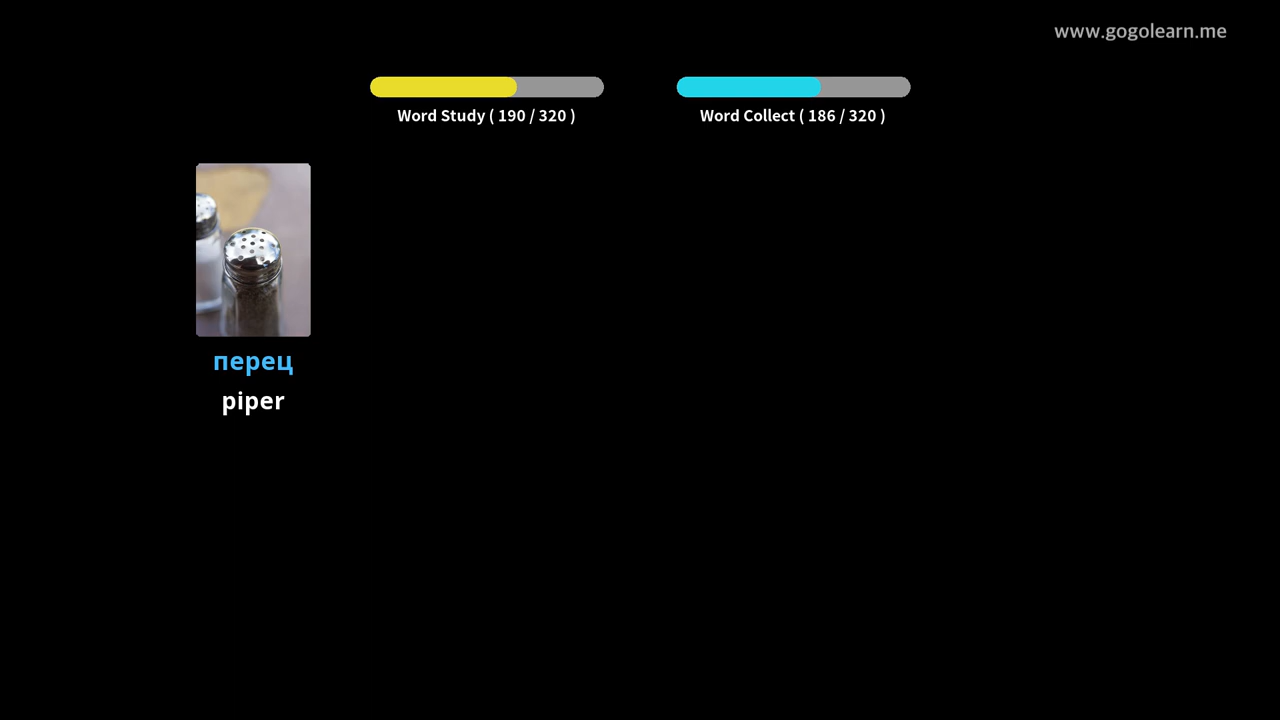 www.gogolearn.me
Word Study ( 190 / 320 )
Word Collect ( 186 / 320 )
перец
piper